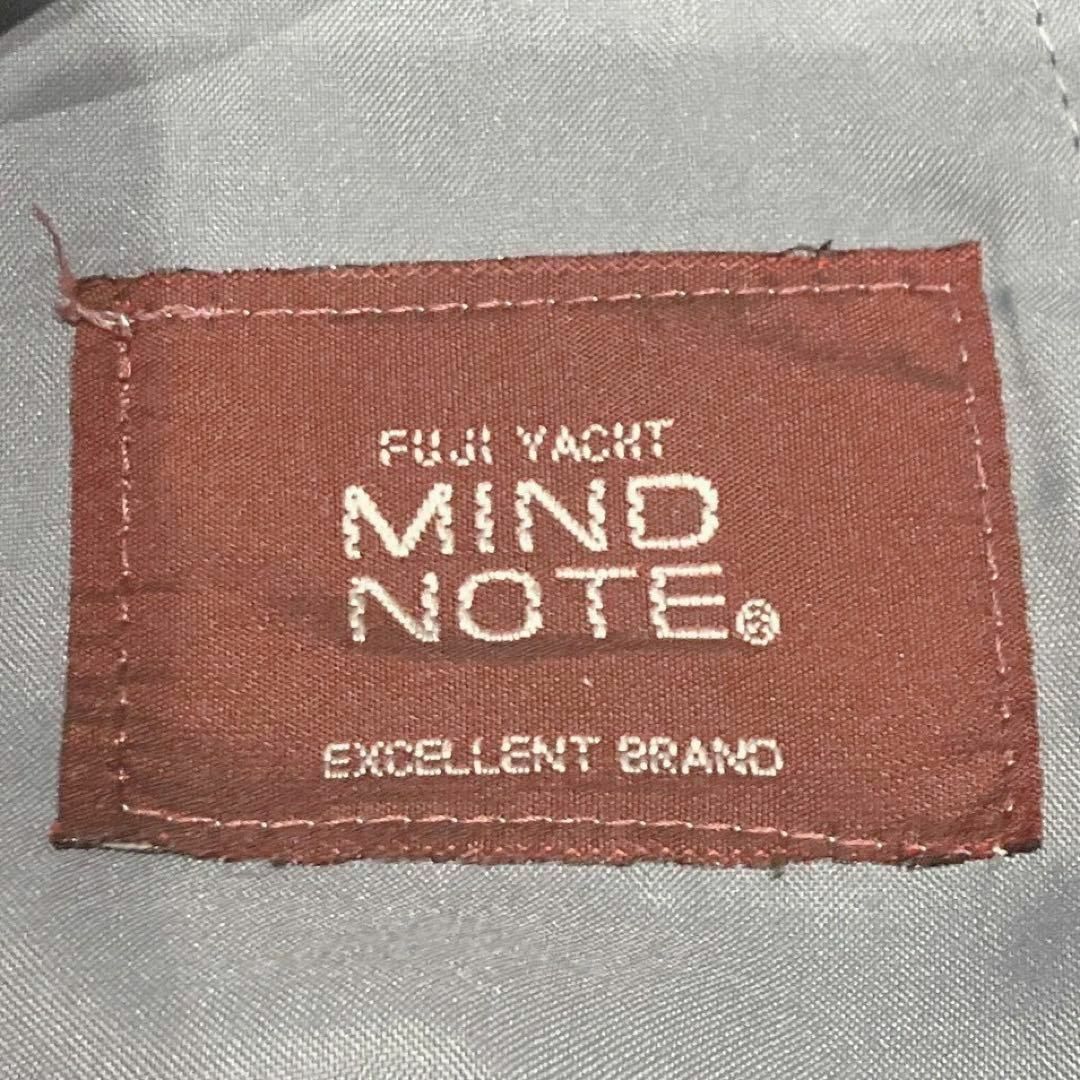 FUJI YACHT
MIND
NOTE®
EXCELLENT BRAND